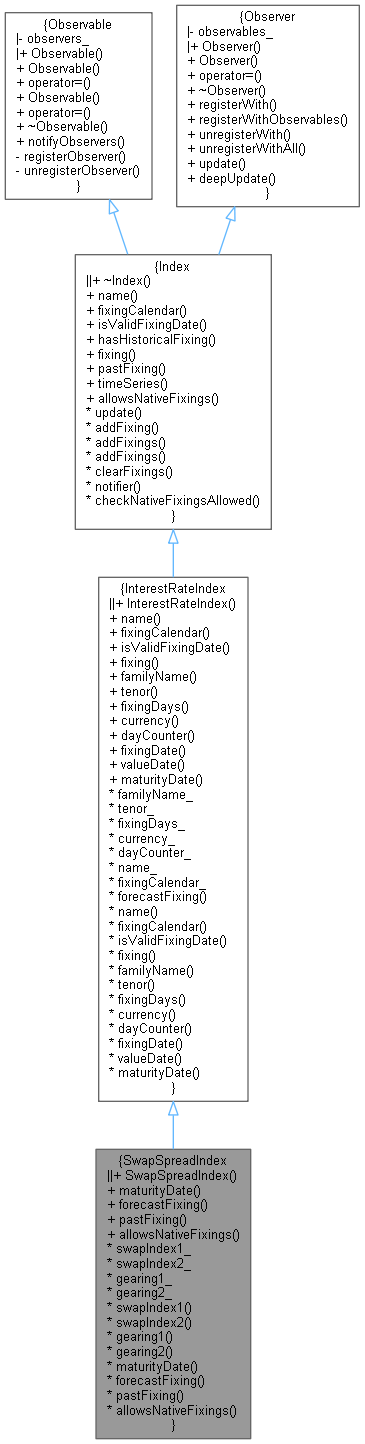 {Observable
|- observers_
|+ Observable()
+ Observable()
+ operator=()
+ Observable()
+ operator=()
+ ~Observable()
+ notifyObservers()
- registerObserver()
- unregisterObserver()
}
{Observer
|- observables_
|+ Observer()
+ Observer()
+ operator=()
+ ~Observer()
+ registerWith()
+ registerWithObservables()
+ unregisterWith()
+ unregisterWithAll()
+ update()
+ deepUpdate()
}
{Index
||+ ~Index()
+ name()
+ fixingCalendar()
+ isValidFixingDate()
+ hasHistoricalFixing()
+ fixing()
+ pastFixing()
+ timeSeries()
+ allowsNativeFixings()
* update()
* addFixing()
* addFixings()
* addFixings()
* clearFixings()
* notifier()
* checkNativeFixingsAllowed()
}
{InterestRateIndex
||+ InterestRateIndex()
+ name()
+ fixingCalendar()
+ isValidFixingDate()
+ fixing()
+ familyName()
+ tenor()
+ fixingDays()
+ currency()
+ dayCounter()
+ fixingDate()
+ valueDate()
+ maturityDate()
* familyName_
* tenor_
* fixingDays_
* currency_
* dayCounter_
* name_
* fixingCalendar_
* forecastFixing()
* name()
* fixingCalendar()
* isValidFixingDate()
* fixing()
* familyName()
* tenor()
* fixingDays()
* currency()
* dayCounter()
* fixingDate()
* valueDate()
* maturityDate()
}
{SwapSpreadIndex
||+ SwapSpreadIndex()
+ maturityDate()
+ forecastFixing()
+ pastFixing()
+ allowsNativeFixings()
* swapIndex1_
* swapIndex2_
* gearing1_
* gearing2_
* swapIndex1()
* swapIndex2()
* gearing1()
* gearing2()
* maturityDate()
* forecastFixing()
* pastFixing()
* allowsNativeFixings()
}